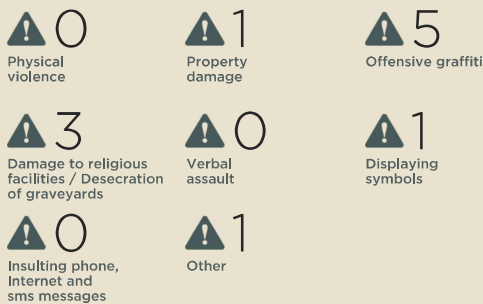 0
Physical
violence
1
Property
damage
5
Offensive graffiti
3
Damage to religious
facilities / Desecration
of graveyards
0
Verbal
assault
1
Displaying
symbols
0
Insulting phone,
Internet and
sms messages
1
Other